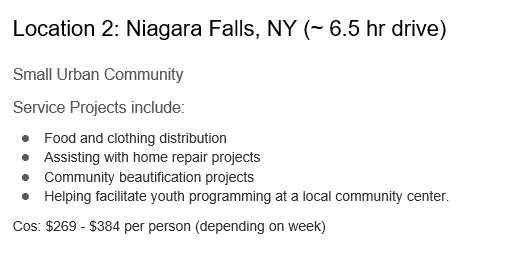 Location 2: Niagara Falls, NY (~ 6.5 hr drive)
Small Urban Community
Service Projects include:
● Food and clothing distribution
● Assisting with home repair projects
● Community beautification projects
● Helping facilitate youth programming at a local community center.
Cos: $269 - $384 per person (depending on week)